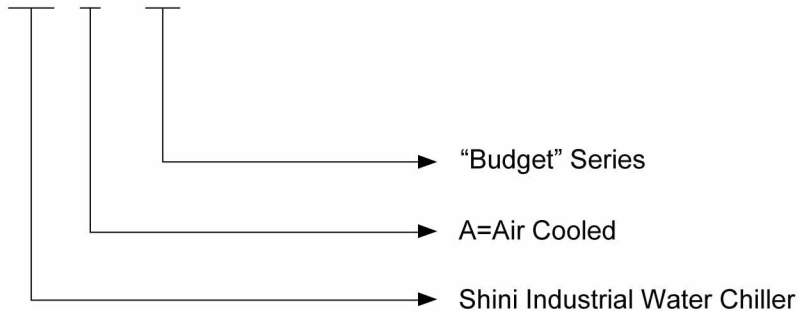 “Budget” Series
A=Air Cooled
Shini Industrial Water Chiller